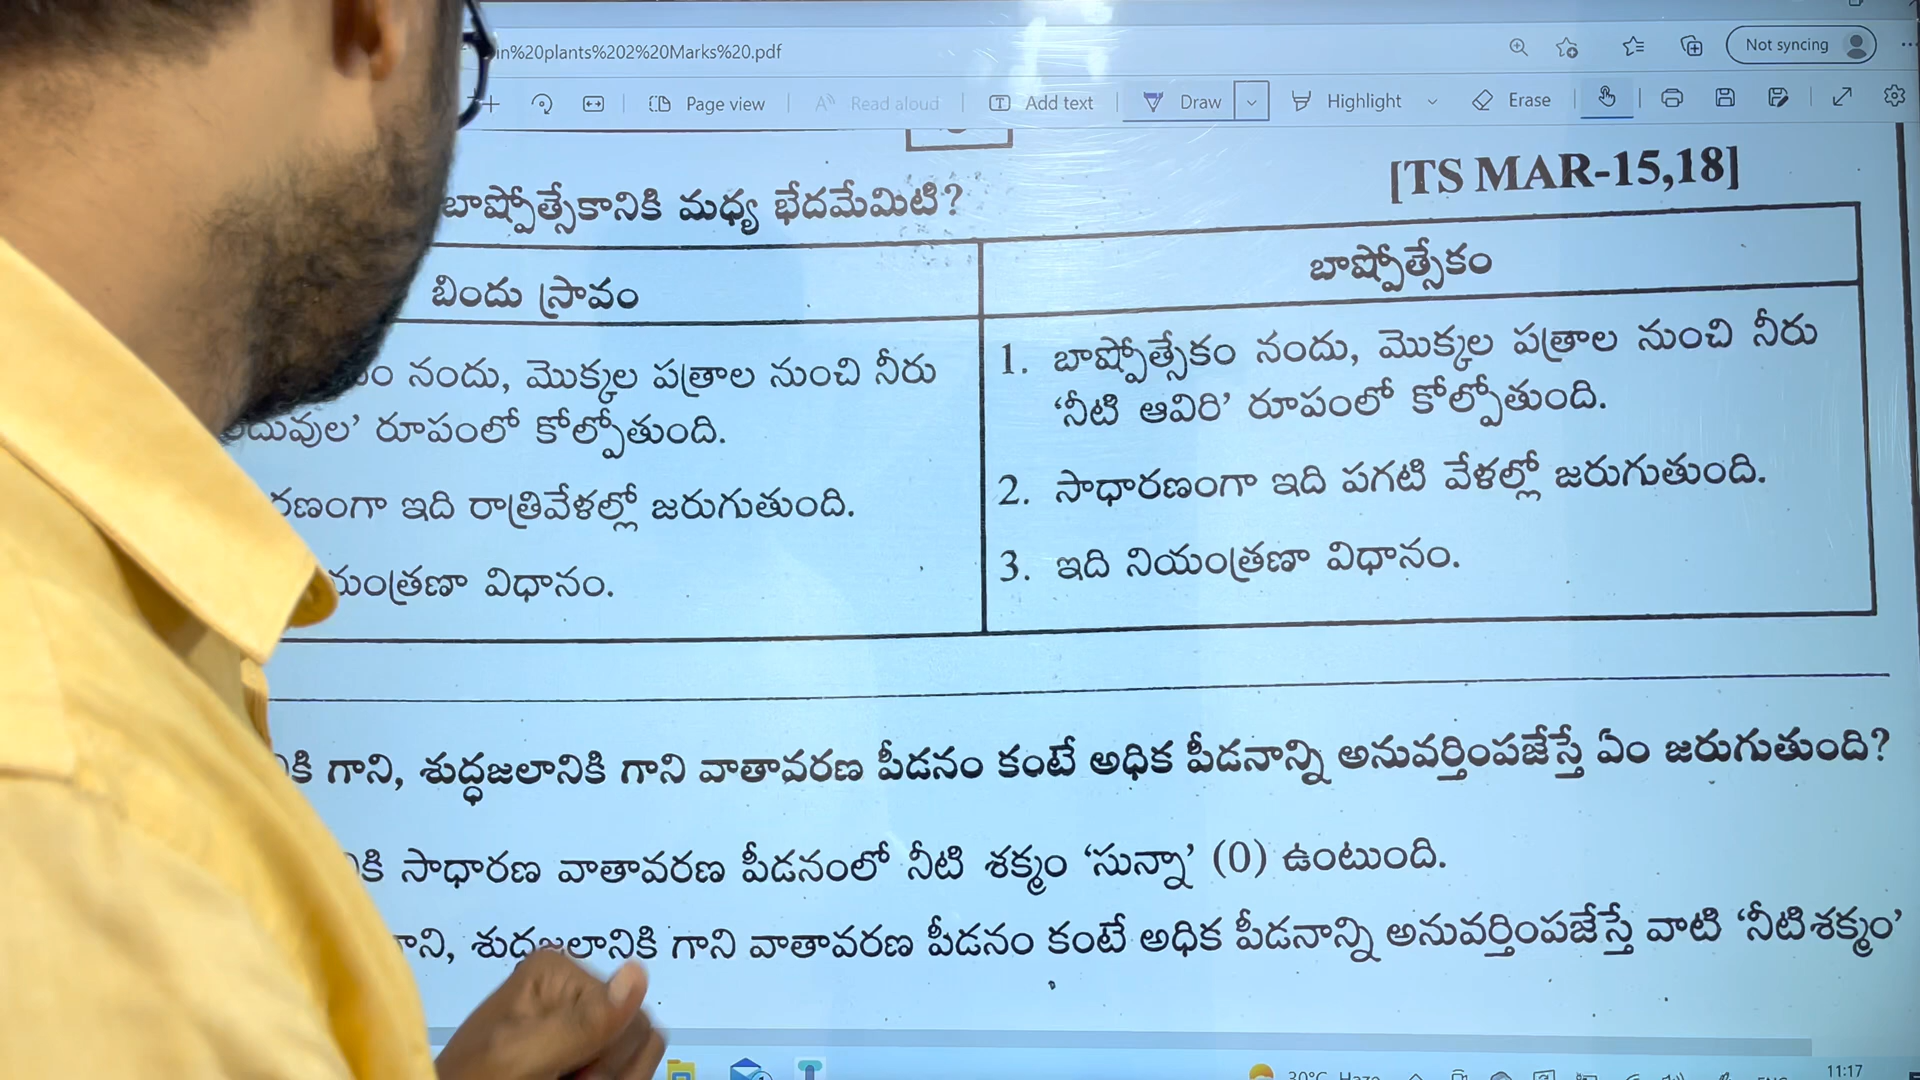 in%20plants%202%20Marks%20.pdf
Not syncing
Page view
Read aloud
Add text
Draw
Highlight
Erase
[TS MAR-15,18]
బాష్పోత్సేకానికి మధ్య భేదమేమిటి?
బిందు స్రావం
బాష్పోత్సేకం
నందు, మొక్కల పత్రాల నుంచి నీరు
రూపంలో కోల్పోతుంది.
ఇది రాత్రివేళల్లో జరుగుతుంది.
విధానం.
1. బాష్పోత్సేకం నందు, మొక్కల పత్రాల నుంచి నీరు
'నీటి ఆవిరి' రూపంలో కోల్పోతుంది.
2. సాధారణంగా ఇది పగటి వేళల్లో జరుగుతుంది.
3. ఇది నియంత్రణా విధానం.
గాని, శుద్ధజలానికి గాని వాతావరణ పీడనం కంటే అధిక పీడనాన్ని అనువర్తింపజేస్తే ఏం జరుగుతుంది?
సాధారణ వాతావరణ పీడనంలో నీటి శక్మం 'సున్నా' (0) ఉంటుంది.
శుద్ధజలానికి గాని వాతావరణ పీడనం కంటే అధిక పీడనాన్ని అనువర్తింపజేస్తే వాటి 'నీటిశక్మం'
30°C Haze
11:17